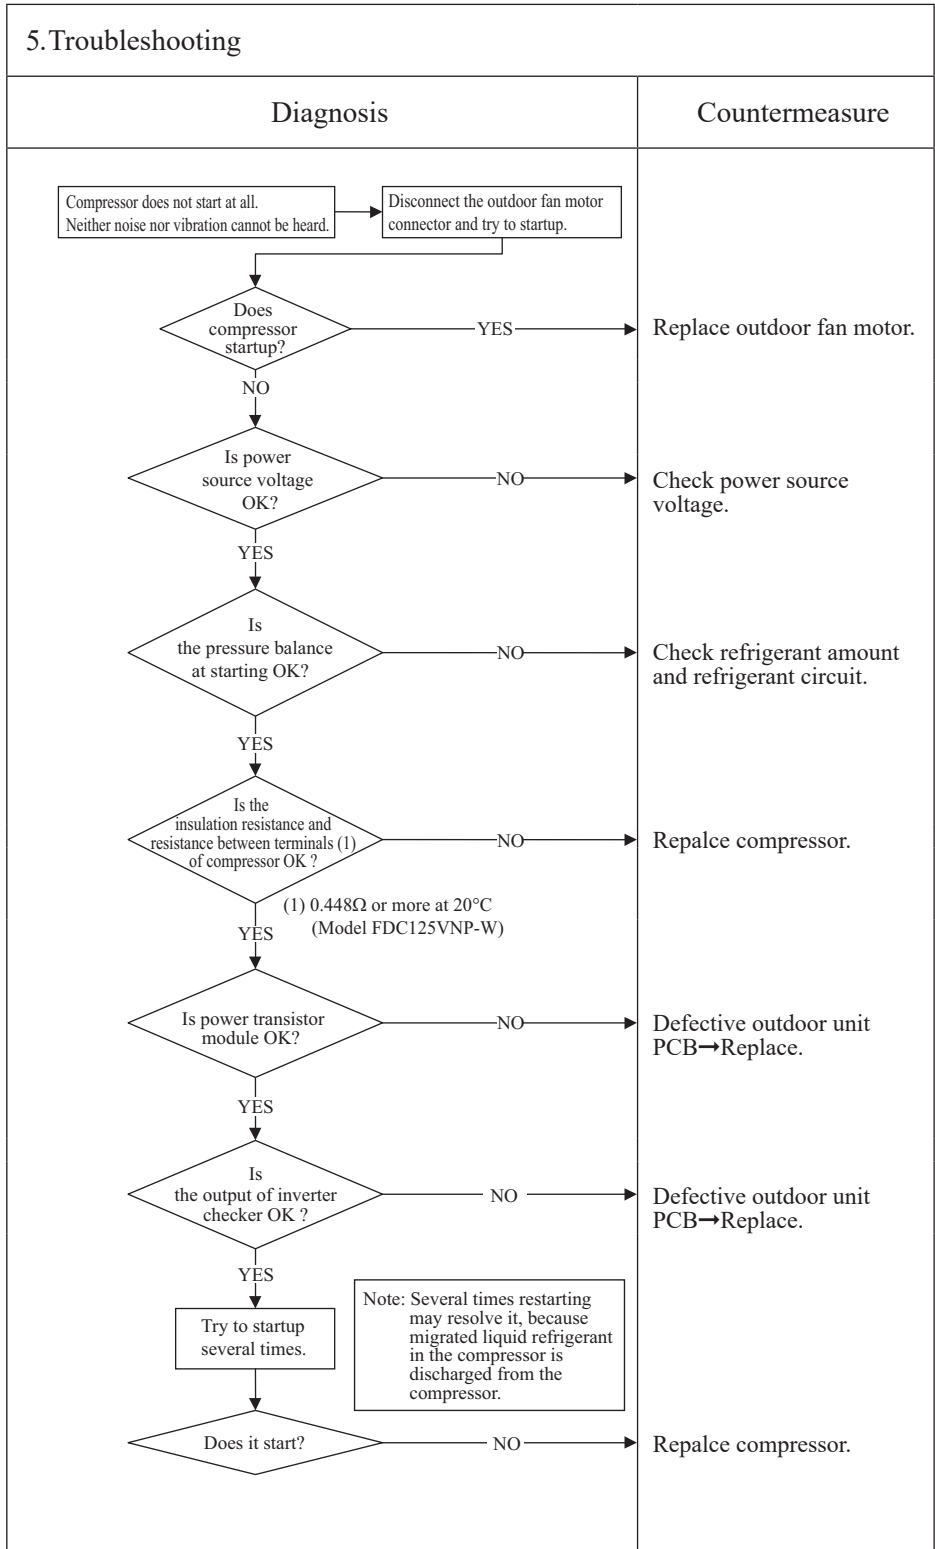 5.Troubleshooting
Diagnosis
Countermeasure
Compressor does not start at all.
Neither noise nor vibration cannot be heard.
Disconnect the outdoor fan motor
connector and try to startup.
Does
compressor
startup?
YES
Replace outdoor fan motor.
NO
Is power
source voltage
OK?
NO
Check power source
voltage.
YES
Is
the pressure balance
at starting OK?
NO
Check refrigerant amount
and refrigerant circuit.
YES
Is the
insulation resistance and
resistance between terminals (1)
of compressor OK ?
NO
Repalce compressor.
(1) 0.448Ω or more at 20°C
(Model FDC125VNP-W)
YES
Is power transistor
module OK?
NO
Defective outdoor unit
PCB→Replace.
YES
Is
the output of inverter
checker OK ?
NO
Defective outdoor unit
PCB→Replace.
YES
Try to startup
several times.
Note: Several times restarting
may resolve it, because
migrated liquid refrigerant
in the compressor is
discharged from the
compressor.
Does it start?
NO
Repalce compressor.